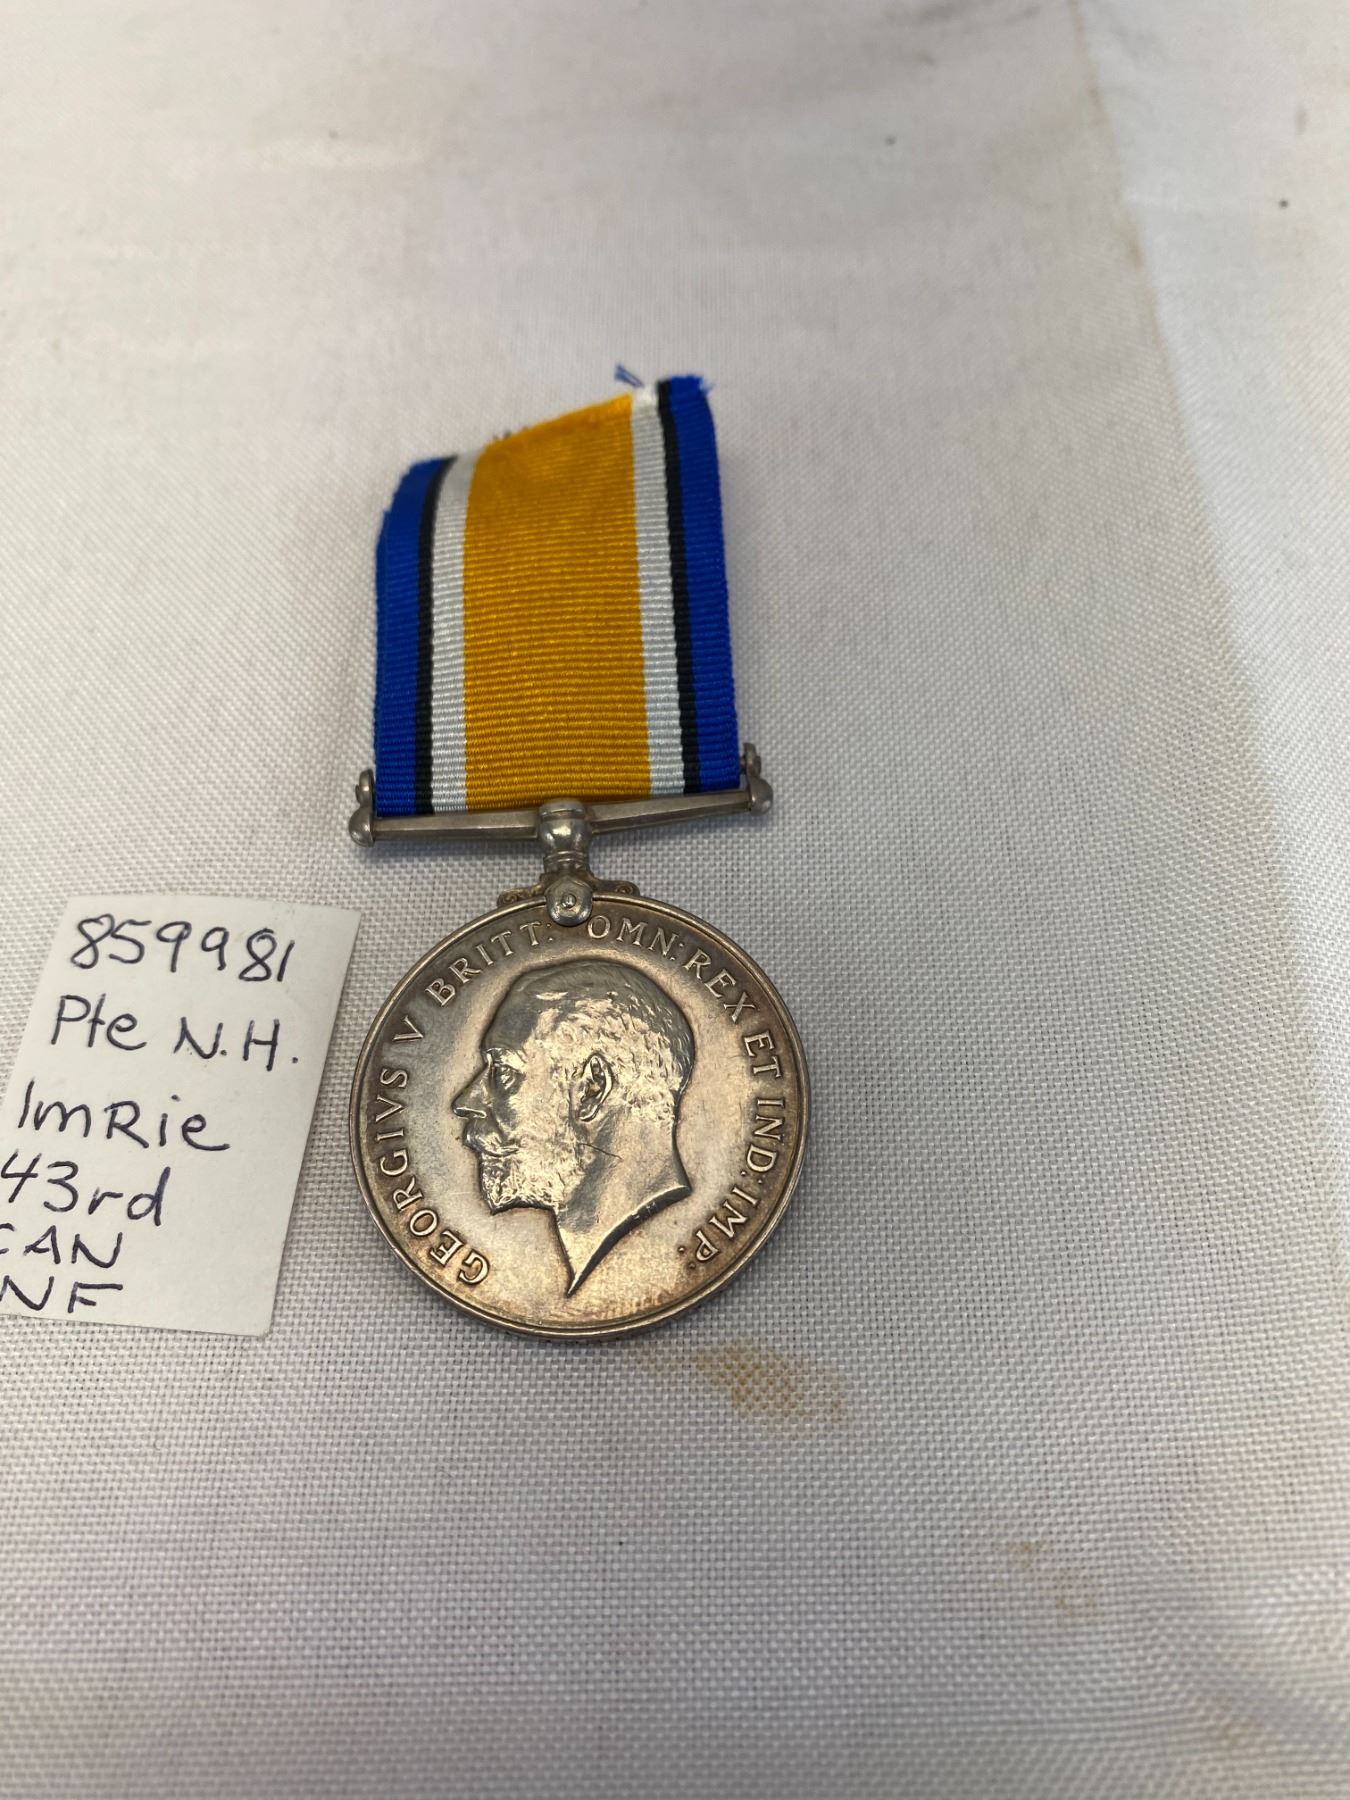 859981
Pte N.H.
ImRie
43rd
CAN
NF
GEORGIVS V BRITT: OMN: REX ET IND: IMP: